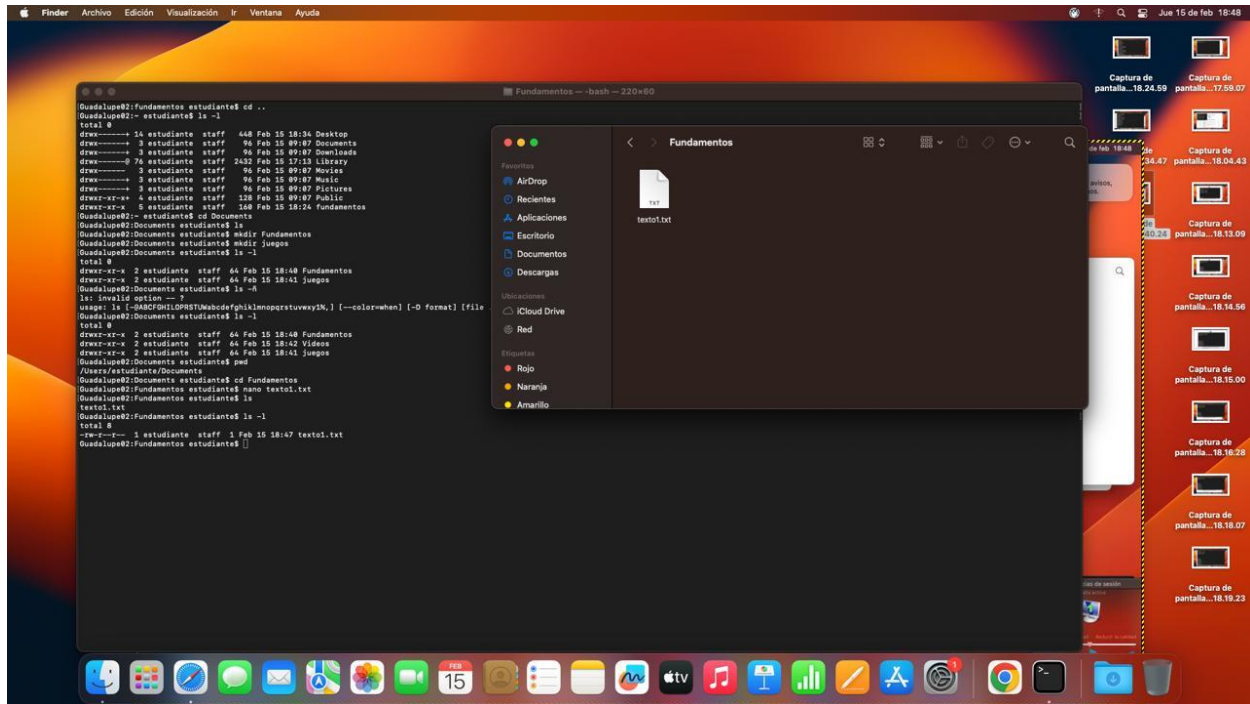 Finder Archivo Edición Visualización Ir Ventana Ayuda
Jue 15 de feb 18:48
Fundamentos — -bash — 220×60
Guadalupe02:fundamentos estudiante$ cd ..
Guadalupe02:~ estudiante$ ls -l
total 0
drwx------+ 14 estudiante staff 448 Feb 15 18:34 Desktop
drwx------+ 3 estudiante staff 96 Feb 15 09:07 Documents
drwx------+ 3 estudiante staff 96 Feb 15 09:07 Downloads
drwx------@ 76 estudiante staff 2432 Feb 15 17:13 Library
drwx------ 3 estudiante staff 96 Feb 15 09:07 Movies
drwx------+ 3 estudiante staff 96 Feb 15 09:07 Music
drwx------+ 3 estudiante staff 96 Feb 15 09:07 Pictures
drwxr-xr-x+ 4 estudiante staff 128 Feb 15 09:07 Public
drwxr-xr-x 5 estudiante staff 160 Feb 15 18:24 fundamentos
Guadalupe02:~ estudiante$ cd Documents
Guadalupe02:Documents estudiante$ ls
Guadalupe02:Documents estudiante$ mkdir Fundamentos
Guadalupe02:Documents estudiante$ mkdir juegos
Guadalupe02:Documents estudiante$ ls -l
total 0
drwxr-xr-x 2 estudiante staff 64 Feb 15 18:40 Fundamentos
drwxr-xr-x 2 estudiante staff 64 Feb 15 18:41 juegos
Guadalupe02:Documents estudiante$ ls -ñ
ls: invalid option -- ?
usage: ls [-@ABCFGHILOPRSTUWabcdefghiklmnopqrstuvwxy1%,] [--color=when] [-D format] [file
Guadalupe02:Documents estudiante$ ls -l
total 0
drwxr-xr-x 2 estudiante staff 64 Feb 15 18:40 Fundamentos
drwxr-xr-x 2 estudiante staff 64 Feb 15 18:42 Videos
drwxr-xr-x 2 estudiante staff 64 Feb 15 18:41 juegos
Guadalupe02:Documents estudiante$ pwd
/Users/estudiante/Documents
Guadalupe02:Documents estudiante$ cd Fundamentos
Guadalupe02:Fundamentos estudiante$ nano texto1.txt
Guadalupe02:Fundamentos estudiante$ ls
texto1.txt
Guadalupe02:Fundamentos estudiante$ ls -l
total 8
-rw-r--r-- 1 estudiante staff 1 Feb 15 18:47 texto1.txt
Guadalupe02:Fundamentos estudiante$
Fundamentos
Favoritos
AirDrop
Recientes
Aplicaciones
Escritorio
Documentos
Descargas
Ubicaciones
iCloud Drive
Red
Etiquetas
Rojo
Naranja
Amarillo
TXT
texto1.txt
Captura de
pantalla...18.24.59
Captura de
pantalla...17.59.07
de feb 18:48
avisos,
de
34.47
Captura de
pantalla...18.04.43
de
40.24
Captura de
pantalla...18.13.09
Captura de
pantalla...18.14.56
Captura de
pantalla...18.15.00
Captura de
pantalla...18.16.28
Captura de
pantalla...18.18.07
Captura de
pantalla...18.19.23
de sesión
FEB
15
tv
1